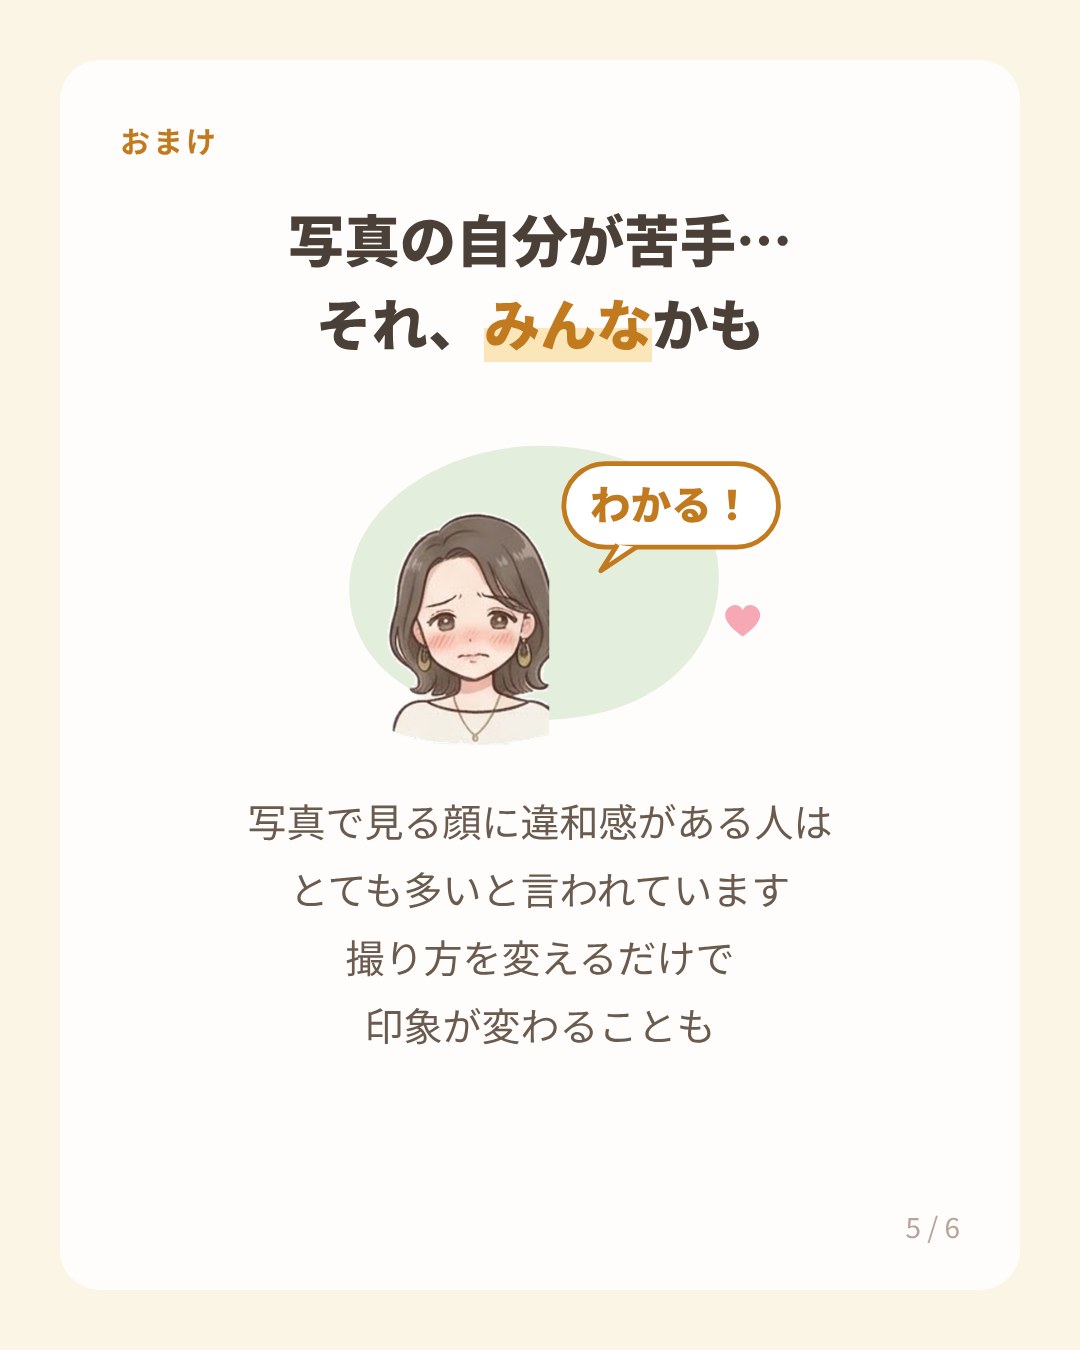 おまけ
写真の自分が苦手…
それ、みんなかも
わかる！
写真で見る顔に違和感がある人は
とても多いと言われています
撮り方を変えるだけで
印象が変わることも
5 / 6